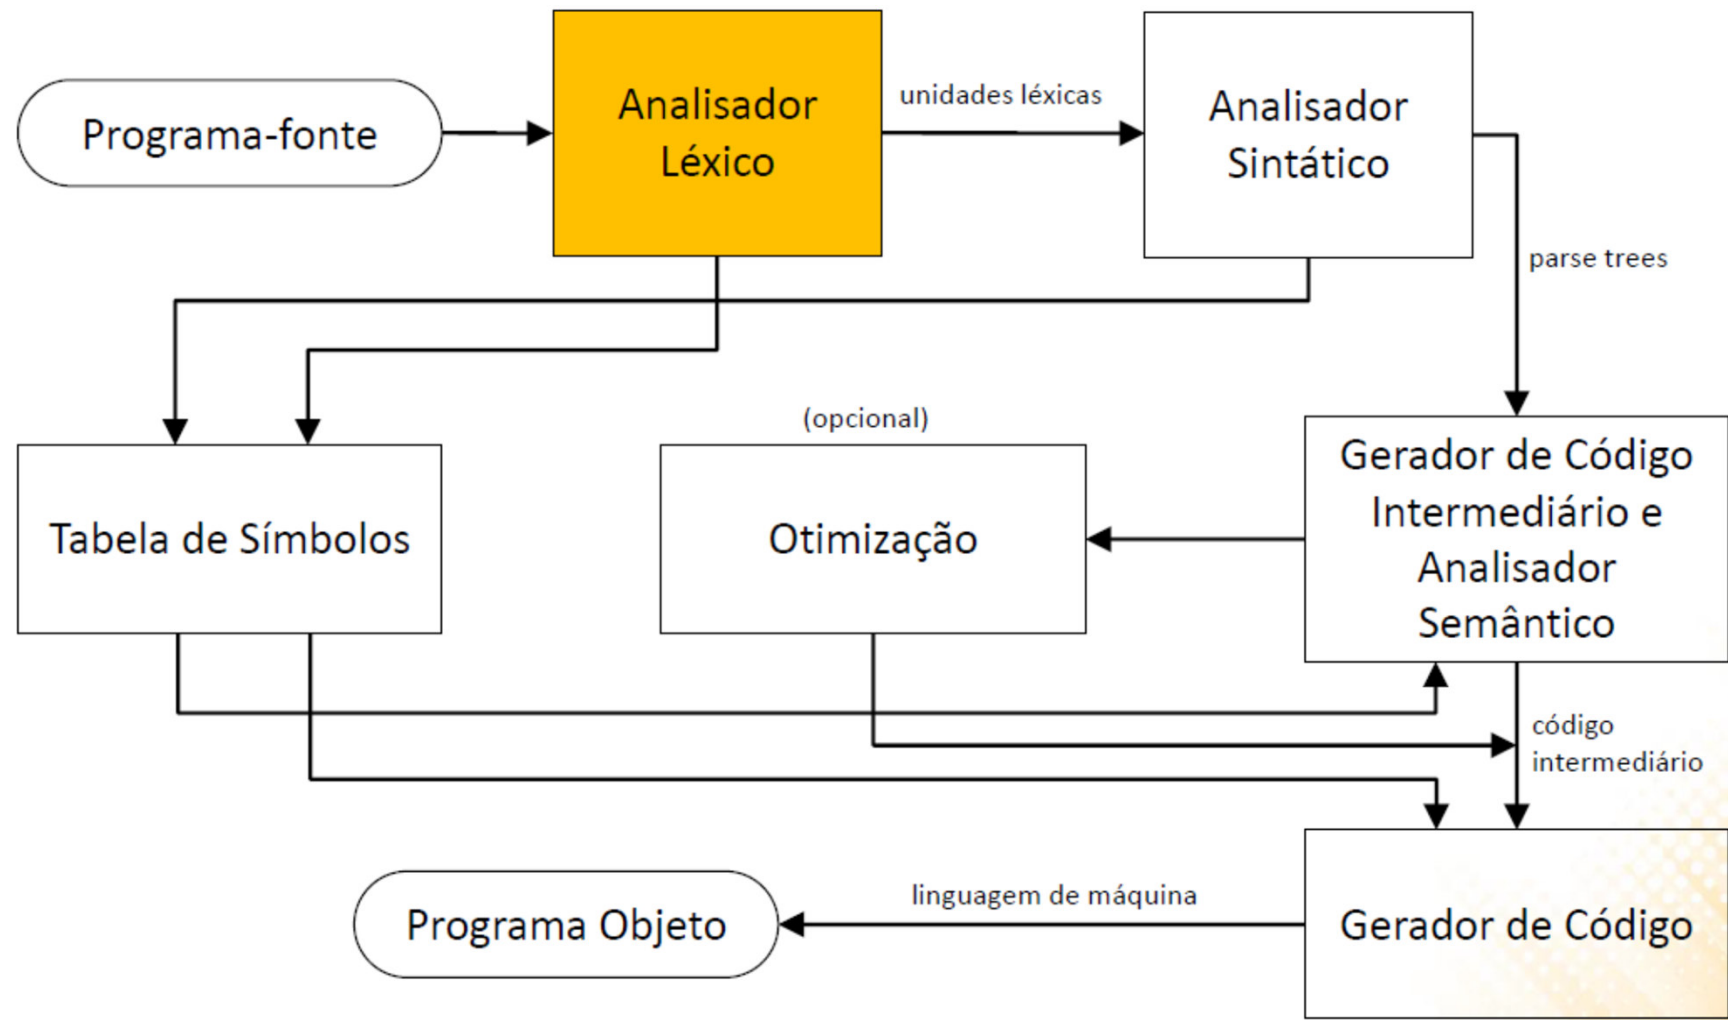 Programa-fonte
Analisador
Léxico
unidades léxicas
Analisador
Sintático
parse trees
Tabela de Símbolos
(opcional)
Otimização
Gerador de Código
Intermediário e
Analisador
Semântico
código
intermediário
Programa Objeto
linguagem de máquina
Gerador de Código